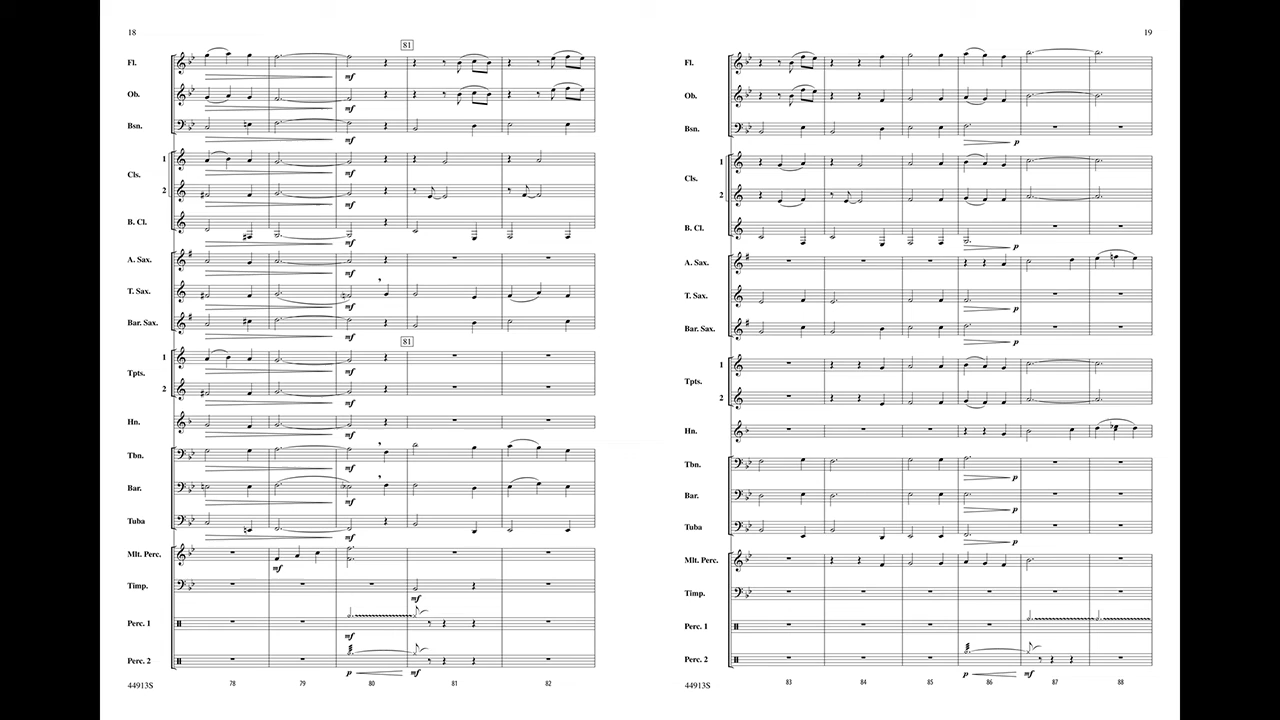 18
81
Fl.
mf
Ob.
mf
Bsn.
mf
1
mf
Cls.
2
mf
B. Cl.
mf
A. Sax.
mf
T. Sax.
mf
Bar. Sax.
mf
81
1
mf
Tpts.
2
mf
Hn.
mf
Tbn.
mf
Bar.
mf
Tuba
mf
Mlt. Perc.
mf
Timp.
mf
Perc. 1
mf
Perc. 2
p mf
44913S 78 79 80 81 82
19
Fl.
Ob.
Bsn.
p
1
Cls.
2
B. Cl.
p
A. Sax.
T. Sax.
p
Bar. Sax.
p
1
Tpts.
2
Hn.
Tbn.
p
Bar.
p
Tuba
p
Mlt. Perc.
Timp.
Perc. 1
Perc. 2
p mf
44913S 83 84 85 86 87 88